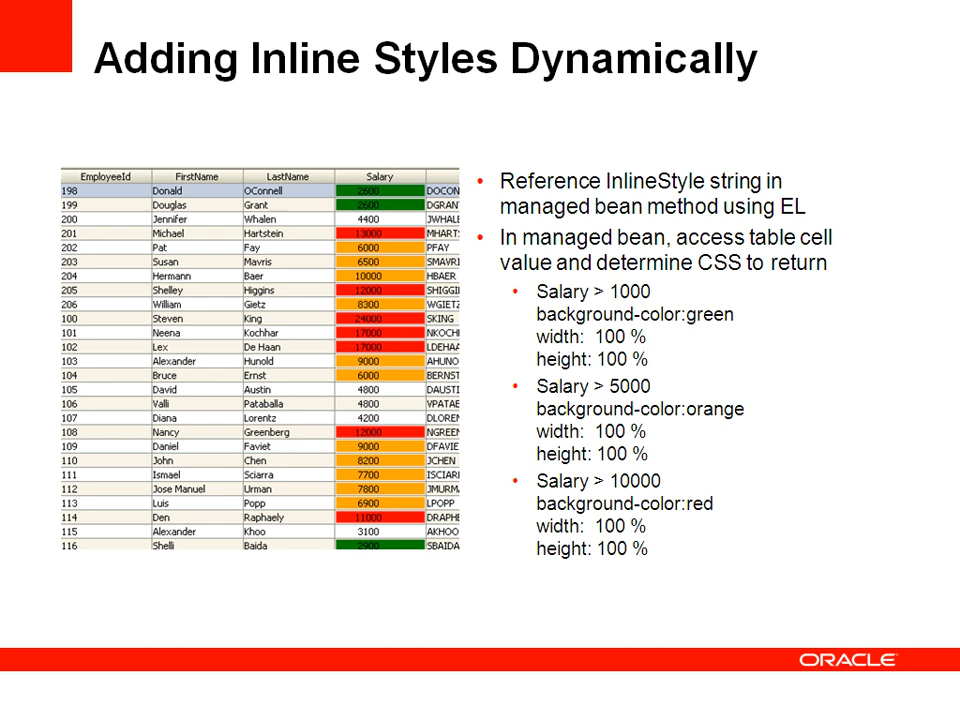 Adding Inline Styles Dynamically
EmployeeId FirstName LastName Salary
198 Donald OConnell 2600 DOCON
199 Douglas Grant 2600 DGRANT
200 Jennifer Whalen 4400 JWHALE
201 Michael Hartstein 13000 MHARTS
202 Pat Fay 6000 PFAY
203 Susan Mavris 6500 SMAVRI
204 Hermann Baer 10000 HBAER
205 Shelley Higgins 12000 SHIGGI
206 William Gietz 8300 WGIETZ
100 Steven King 24000 SKING
101 Neena Kochhar 17000 NKOCH
102 Lex De Haan 17000 LDEHAA
103 Alexander Hunold 9000 AHUNO
104 Bruce Ernst 6000 BERNST
105 David Austin 4800 DAUSTI
106 Valli Pataballa 4800 VPATAE
107 Diana Lorentz 4200 DLOREN
108 Nancy Greenberg 12000 NGREEN
109 Daniel Faviet 9000 DFAVIE
110 John Chen 8200 JCHEN
111 Ismael Sciarra 7700 ISCIAR
112 Jose Manuel Urman 7800 JMURM
113 Luis Popp 6900 LPOPP
114 Den Raphaely 11000 DRAPHE
115 Alexander Khoo 3100 AKHOO
116 Shelli Baida 2900 SBAIDA
• Reference InlineStyle string in
managed bean method using EL
• In managed bean, access table cell
value and determine CSS to return
• Salary > 1000
background-color:green
width: 100 %
height: 100 %
• Salary > 5000
background-color:orange
width: 100 %
height: 100 %
• Salary > 10000
background-color:red
width: 100 %
height: 100 %
ORACLE